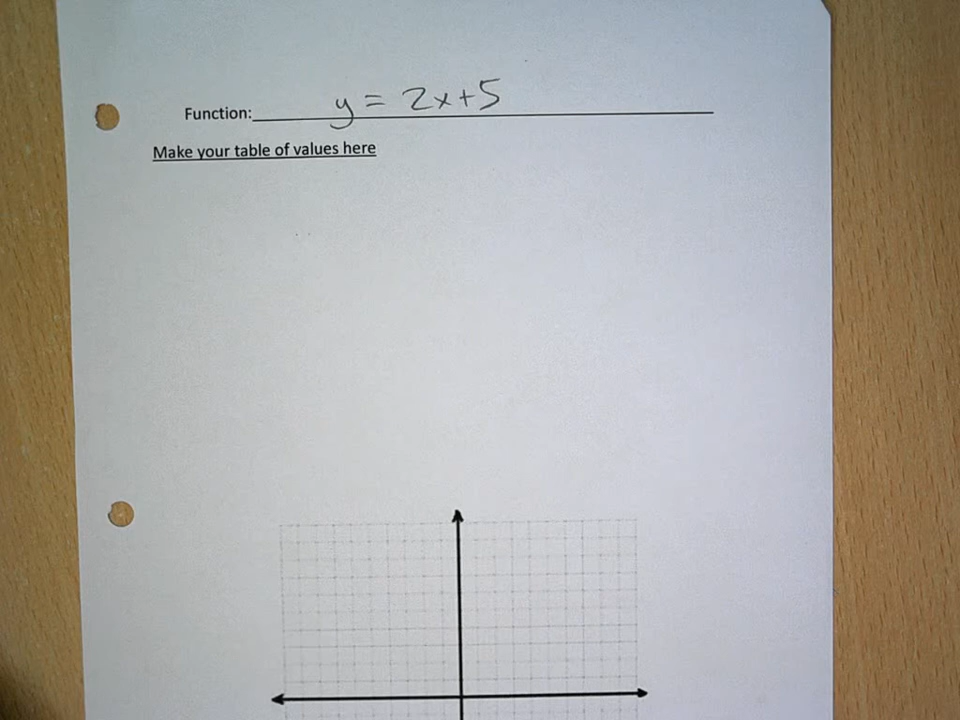 Function: y = 2x+5
Make your table of values here